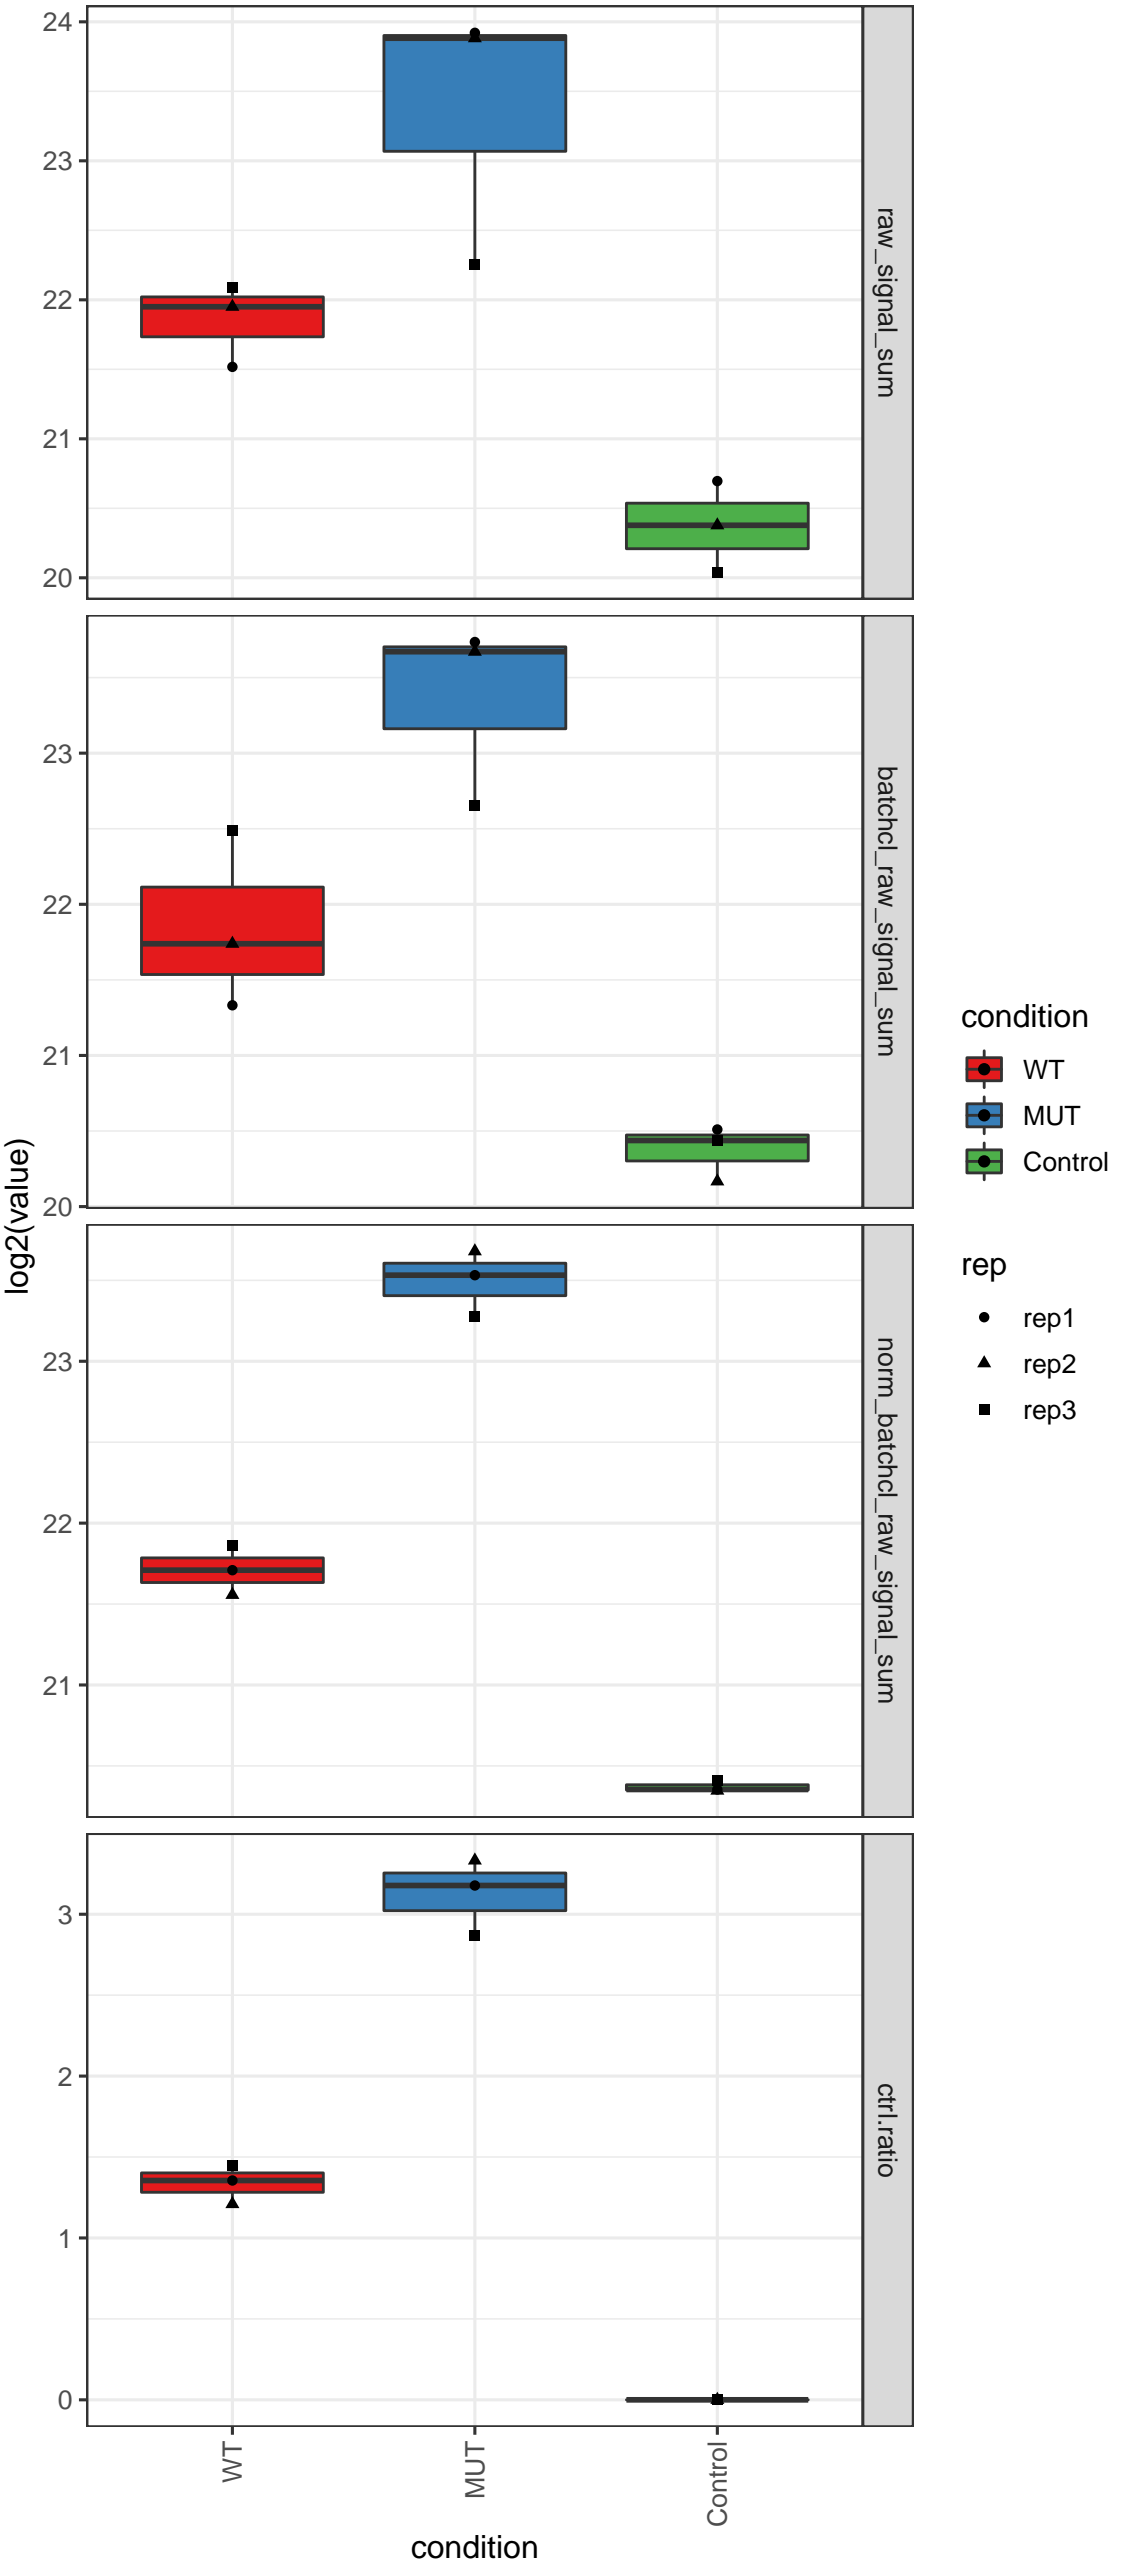 24
23
22
21
20
raw_signal_sum
23
22
21
20
batchcl_raw_signal_sum
23
22
21
norm_batchcl_raw_signal_sum
3
2
1
0
ctrl.ratio
log2(value)
WT
MUT
Control
condition
condition
WT
MUT
Control
rep
rep1
rep2
rep3